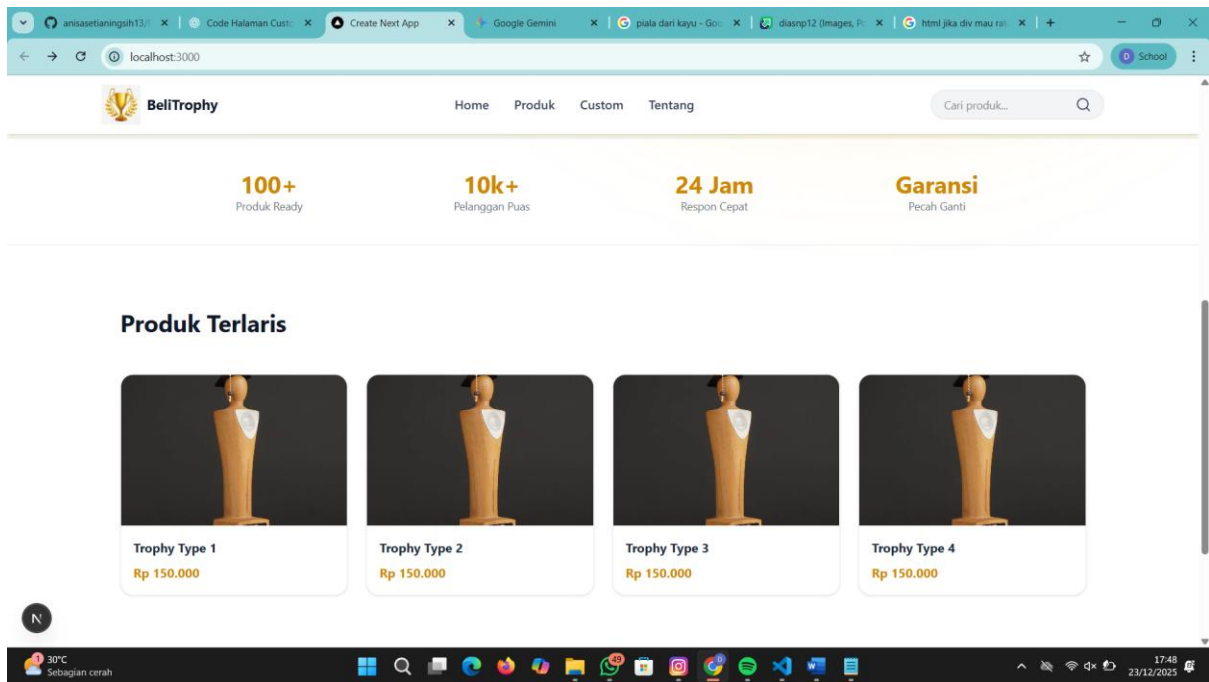 anisasetianingsih13/t
Code Halaman Custo
Create Next App
Google Gemini
piala dari kayu - Goo
diasnp12 (Images, Po
html jika div mau rat
localhost:3000
D School
BeliTrophy
Home Produk Custom Tentang
Cari produk...
100+ 10k+ 24 Jam Garansi
Produk Ready Pelanggan Puas Respon Cepat Pecah Ganti
Produk Terlaris
Trophy Type 1 Trophy Type 2 Trophy Type 3 Trophy Type 4
Rp 150.000 Rp 150.000 Rp 150.000 Rp 150.000
N
1 30°C
Sebagian cerah
49
17:48
23/12/2025